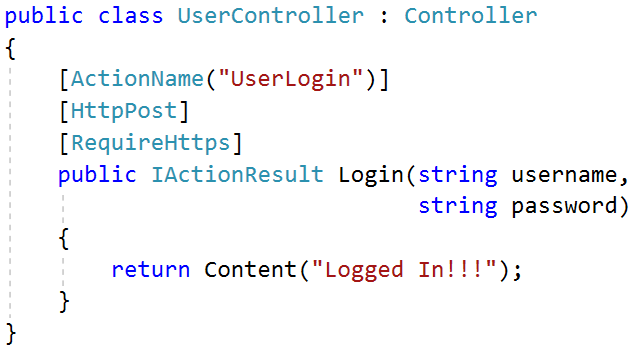 public class UserController : Controller
{
    [ActionName("UserLogin")]
    [HttpPost]
    [RequireHttps]
    public IActionResult Login(string username,
                               string password)
    {
        return Content("Logged In!!!");
    }
}